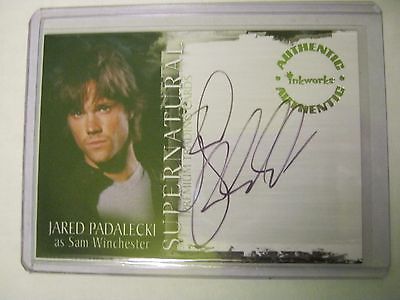 JARED PADALECKI
as Sam Winchester
SUPERNATURAL
PREMIUM TRADING CARDS
AUTHENTIC
inkworks
AUTHENTIC